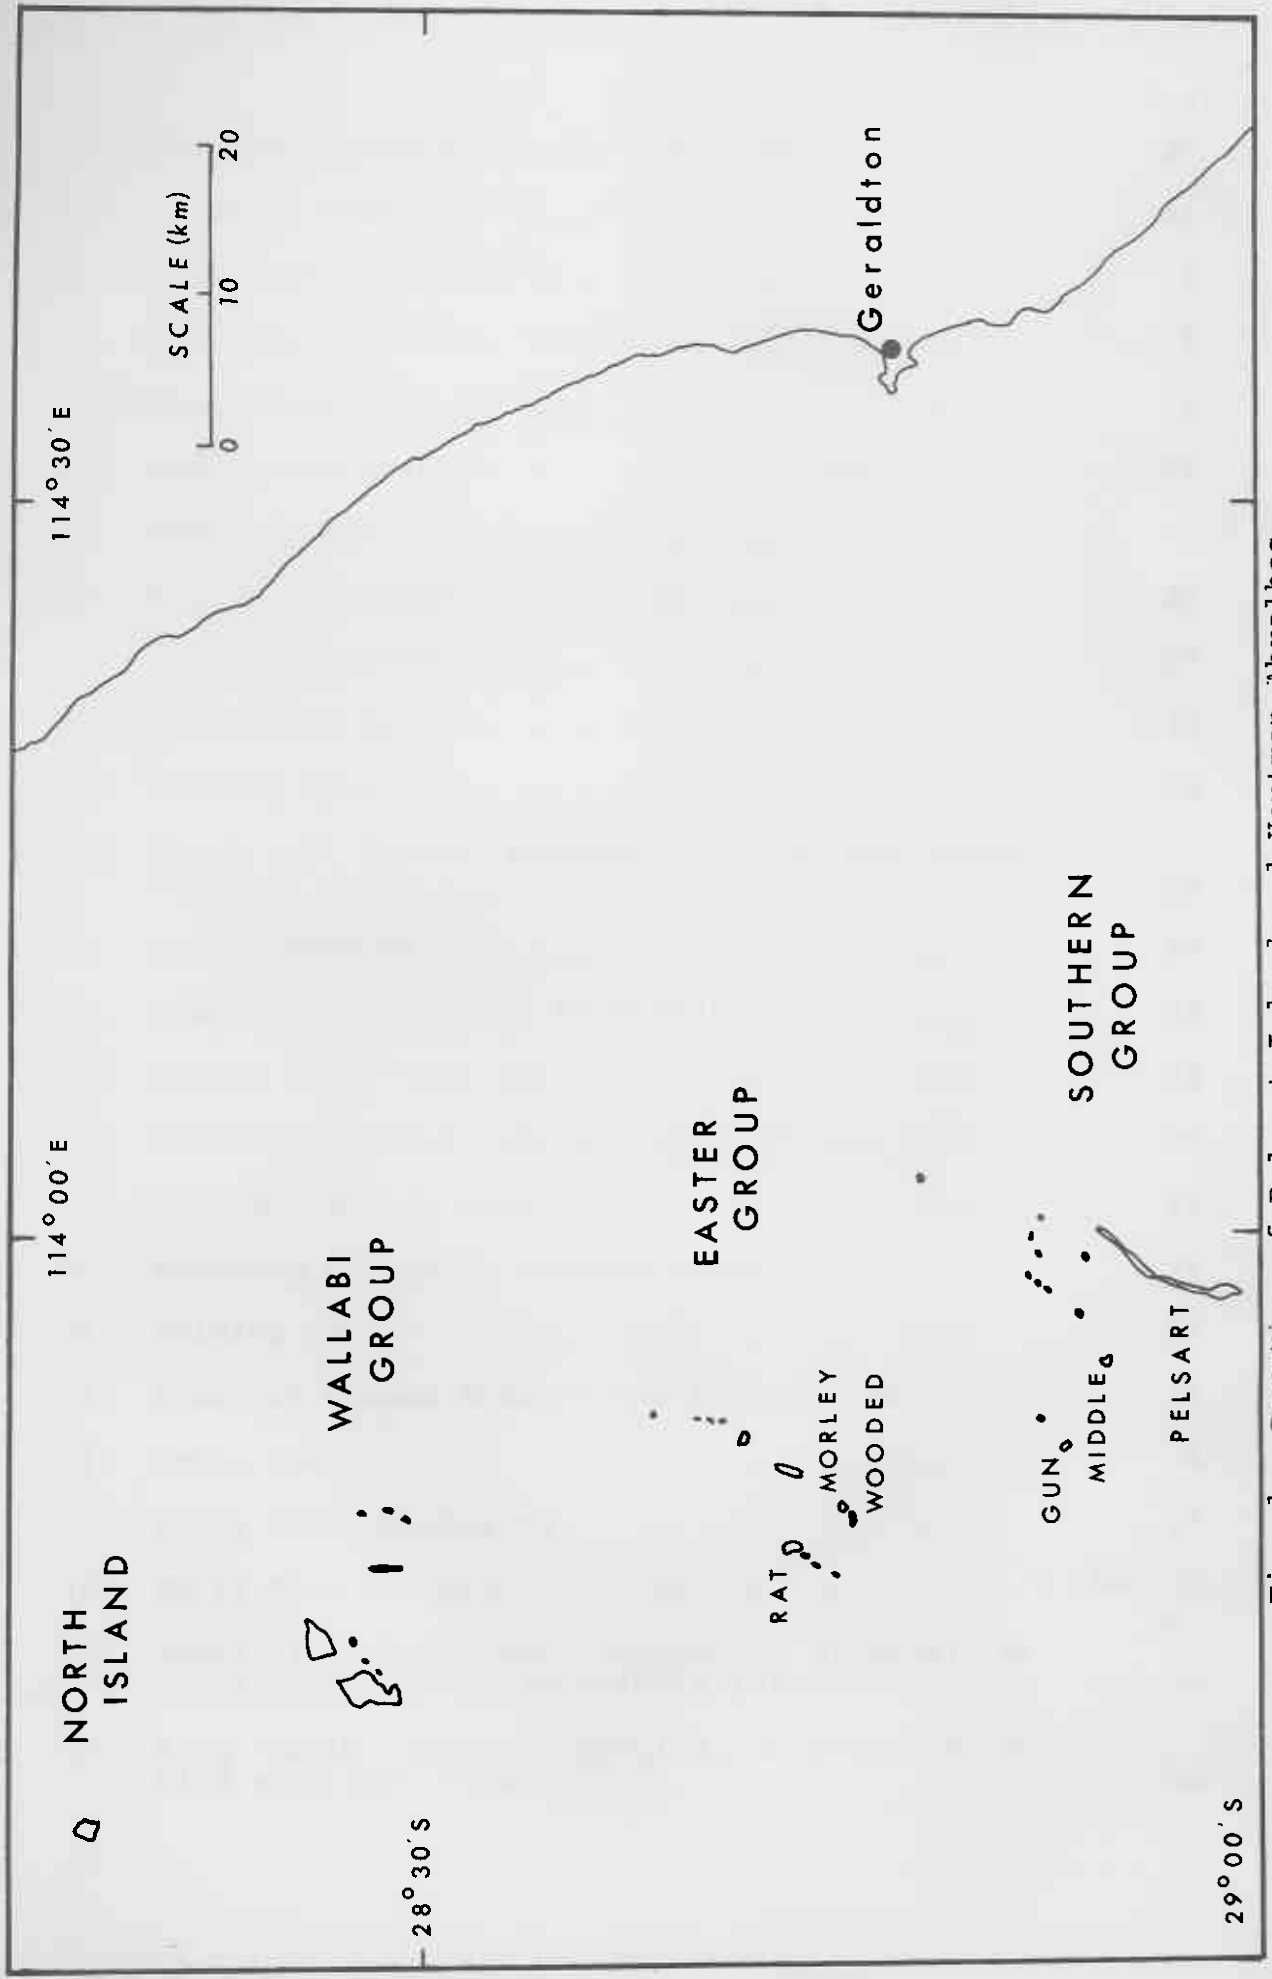 114°00′E
114°30′E
NORTH
ISLAND
SCALE (km)
0 10 20
WALLABI
GROUP
28°30′S
EASTER
GROUP
RAT
MORLEY
WOODED
Geraldton
GUN
MIDDLE
SOUTHERN
GROUP
PELSART
29°00′S